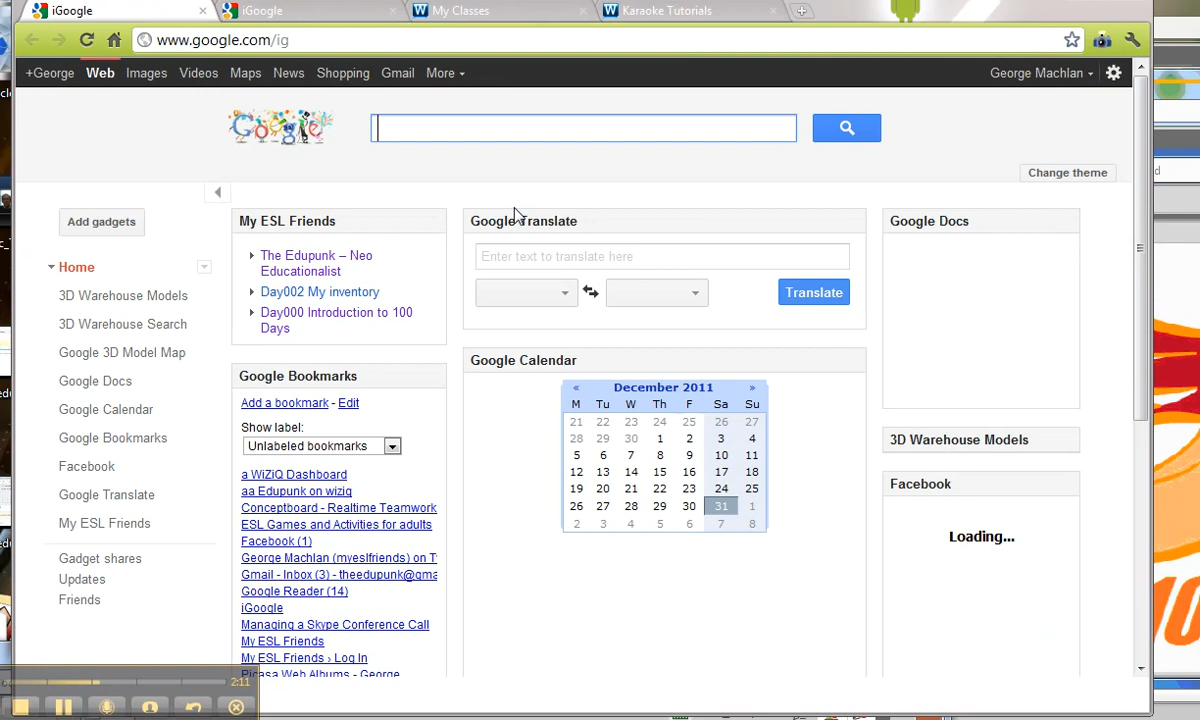 iGoogle
iGoogle
My Classes
Karaoke Tutorials
www.google.com/ig
+George Web Images Videos Maps News Shopping Gmail More
George Machlan
Google
Change theme
Add gadgets
Home
3D Warehouse Models
3D Warehouse Search
Google 3D Model Map
Google Docs
Google Calendar
Google Bookmarks
Facebook
Google Translate
My ESL Friends
Gadget shares
Updates
Friends
My ESL Friends
The Edupunk – Neo
Educationalist
Day002 My inventory
Day000 Introduction to 100
Days
Google Bookmarks
Add a bookmark - Edit
Show label:
Unlabeled bookmarks
a WiZiQ Dashboard
aa Edupunk on wiziq
Conceptboard - Realtime Teamwork
ESL Games and Activities for adults
Facebook (1)
George Machlan (myeslfriends) on T
Gmail - Inbox (3) - theedupunk@gma
Google Reader (14)
iGoogle
Managing a Skype Conference Call
My ESL Friends
My ESL Friends › Log In
Picasa Web Albums - George
Google Translate
Enter text to translate here
Translate
Google Calendar
« December 2011 »
M Tu W Th F Sa Su
21 22 23 24 25 26 27
28 29 30 1 2 3 4
5 6 7 8 9 10 11
12 13 14 15 16 17 18
19 20 21 22 23 24 25
26 27 28 29 30 31 1
2 3 4 5 6 7 8
Google Docs
3D Warehouse Models
Facebook
Loading...
2:11